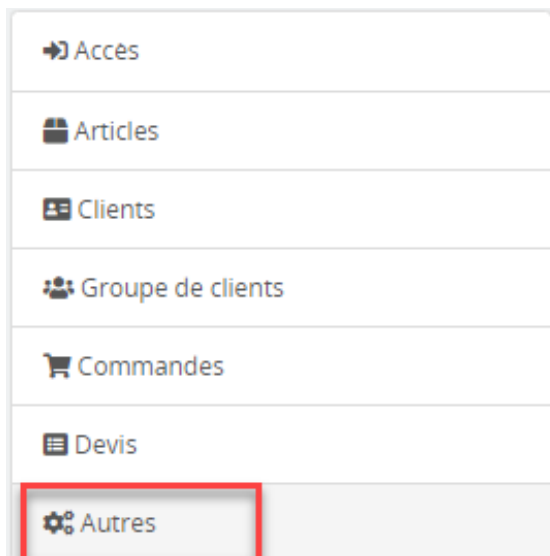 Accès
Articles
Clients
Groupe de clients
Commandes
Devis
Autres